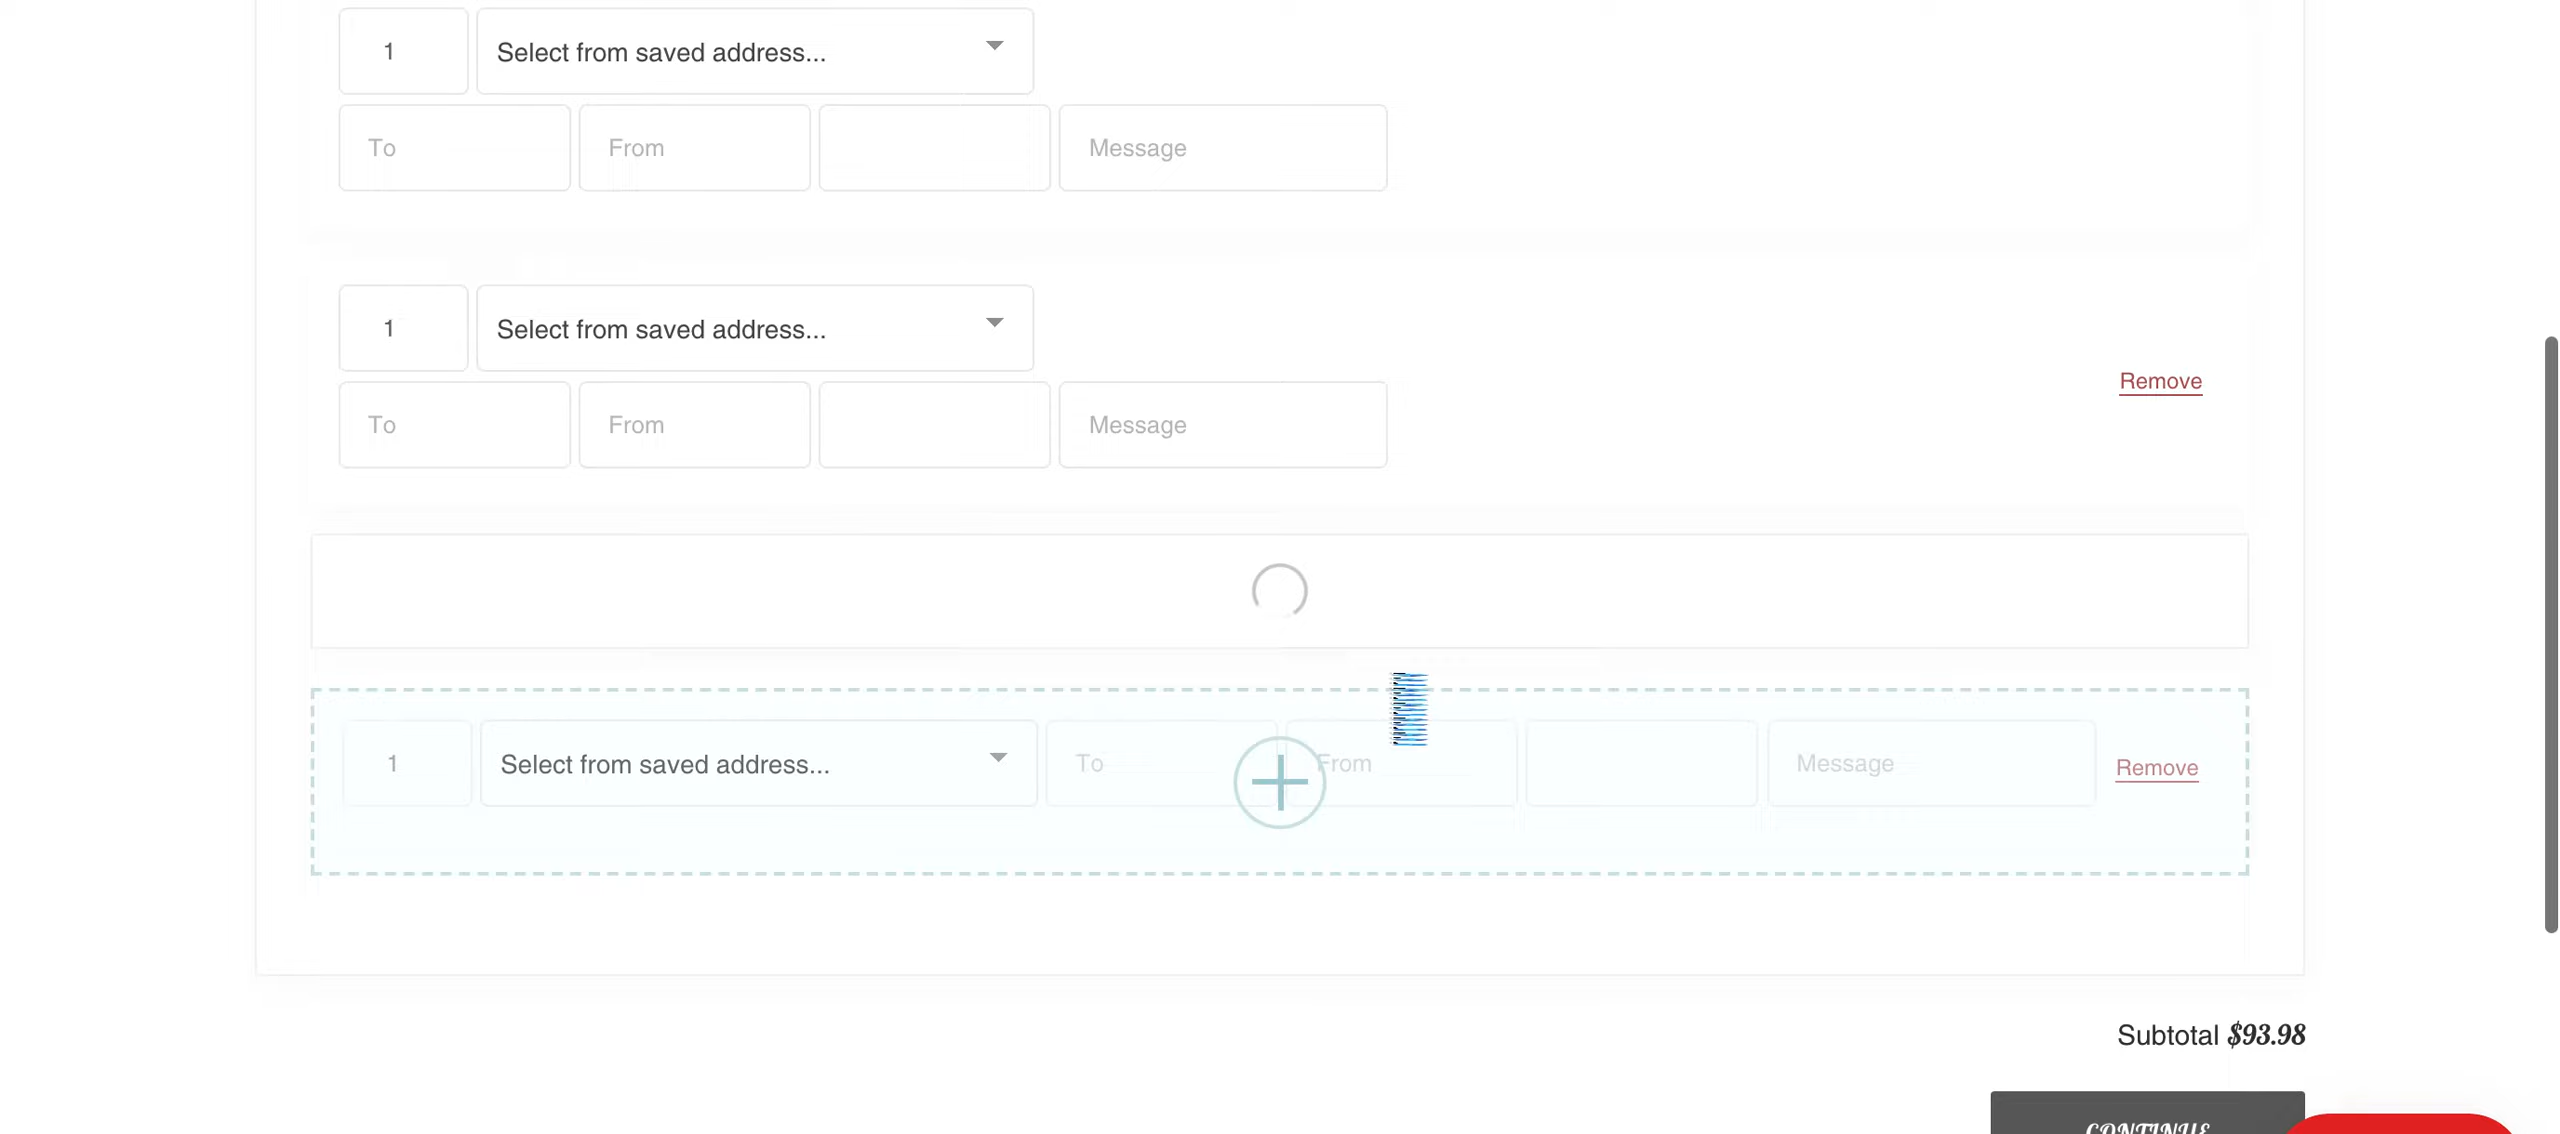 1 Select from saved address...
To From Message
1 Select from saved address...
Remove
To From Message
1 Select from saved address... To From Message Remove
Subtotal $93.98
CONTINUE